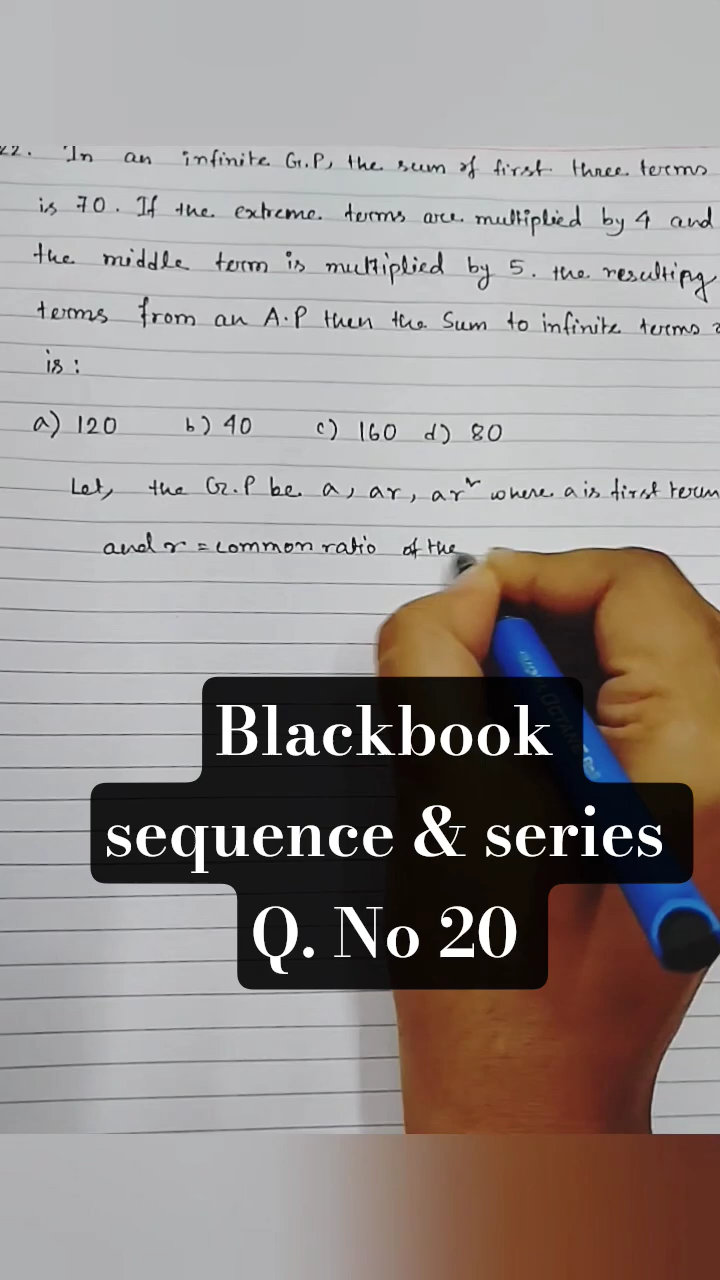 22. In an infinite G.P, the sum of first three terms
is 70. If the extreme terms are multiplied by 4 and
the middle term is multiplied by 5. the resulting
terms from an A.P then the Sum to infinite terms
is :
a) 120 b) 40 c) 160 d) 80
Let, the G.P be a, ar, ar² where a is first term
and r = common ratio of the
Blackbook
sequence & series
Q. No 20